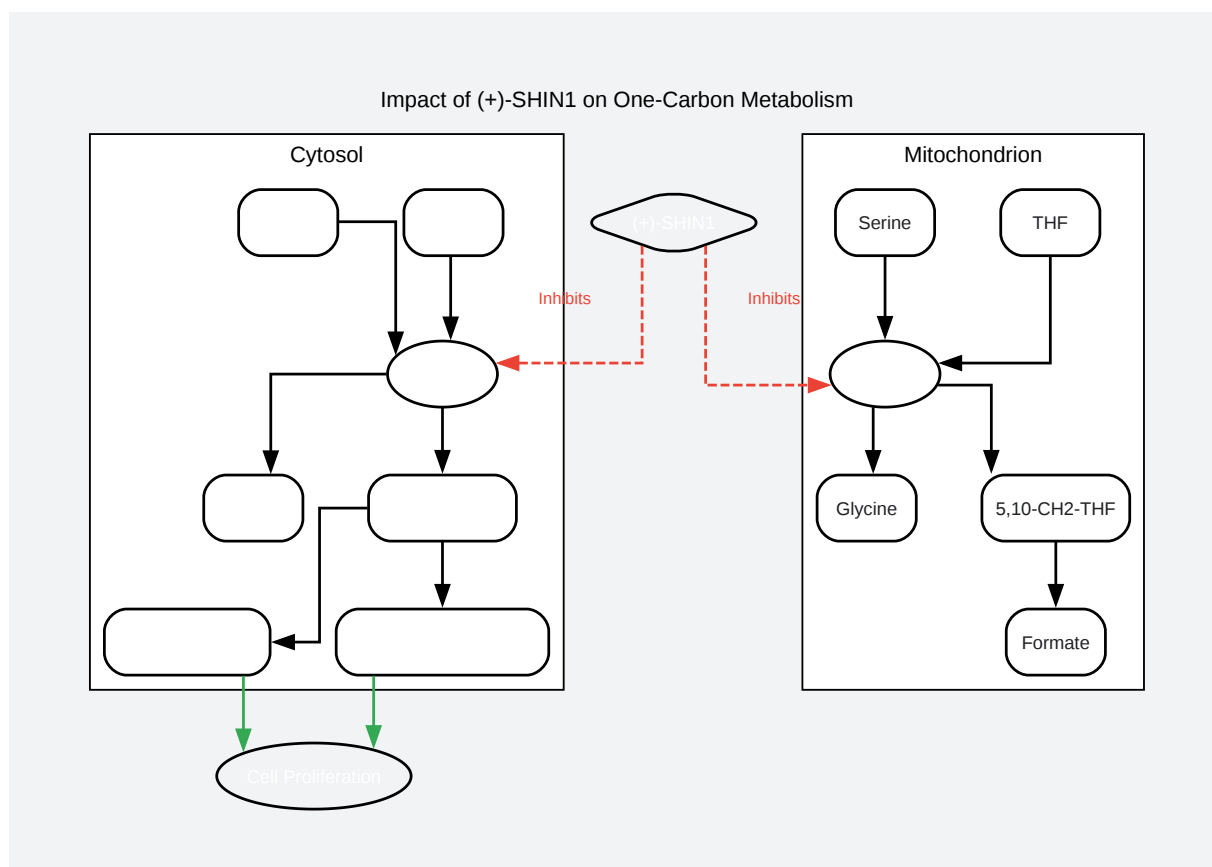 Impact of (+)-SHIN1 on One-Carbon Metabolism
Cytosol
Mitochondrion
(+)-SHIN1
Serine
THF
Inhibits
Inhibits
Glycine
5,10-CH2-THF
Formate
Cell Proliferation